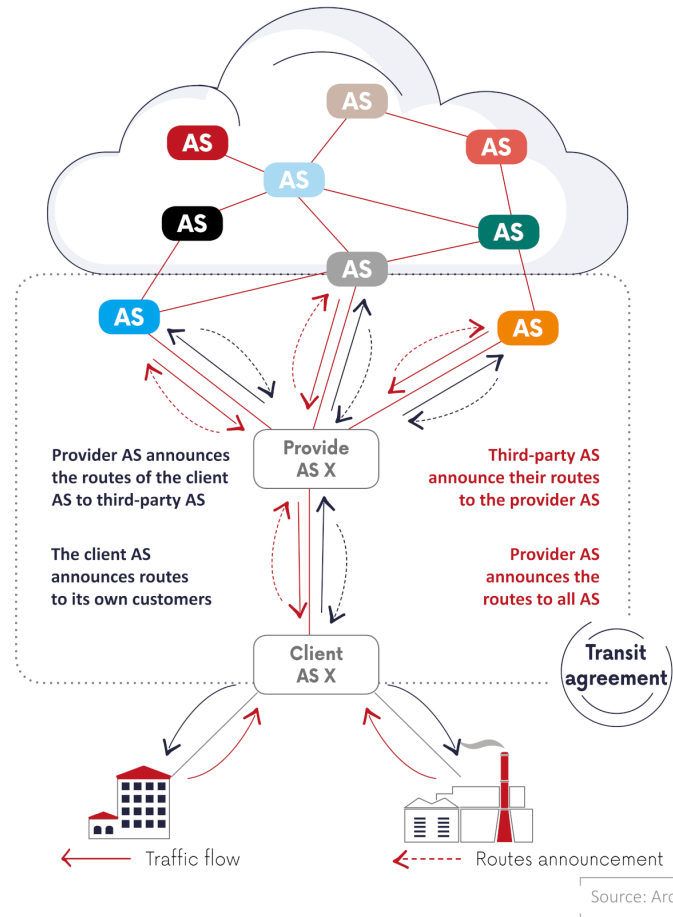 AS
AS
AS
AS
AS
AS
AS
AS
AS
Provide
AS X
Provider AS announces
the routes of the client
AS to third-party AS
Third-party AS
announce their routes
to the provider AS
The client AS
announces routes
to its own customers
Provider AS
announces the
routes to all AS
Client
AS X
Transit
agreement
Traffic flow
Routes announcement
Source: